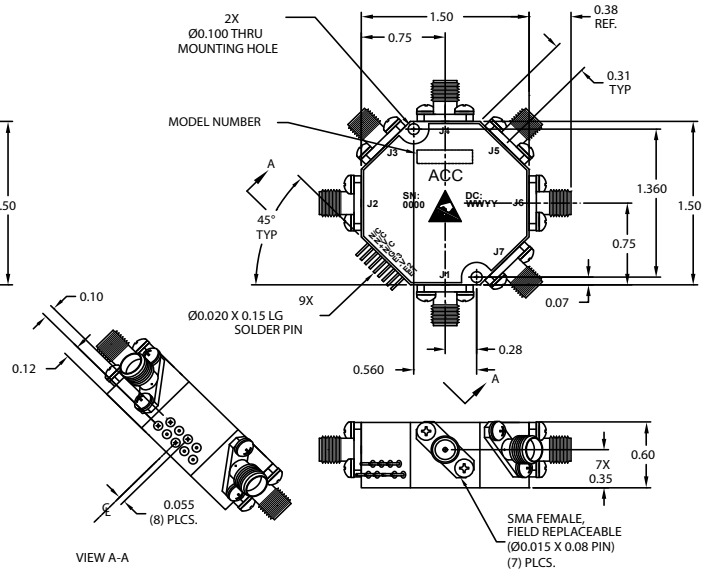 2X
Ø0.100 THRU
MOUNTING HOLE
1.50
0.75
0.38
REF.
0.31
TYP
MODEL NUMBER
J4
J3
J5
ACC
A
SN:
0000
DC:
WWYY
J2
J6
45°
TYP
1.360
1.50
.50
0.75
J7
J1
9X
Ø0.020 X 0.15 LG
SOLDER PIN
0.07
0.28
0.560
A
0.10
0.12
0.055
(8) PLCS.
VIEW A-A
7X
0.35
0.60
SMA FEMALE,
FIELD REPLACEABLE
(Ø0.015 X 0.08 PIN)
(7) PLCS.